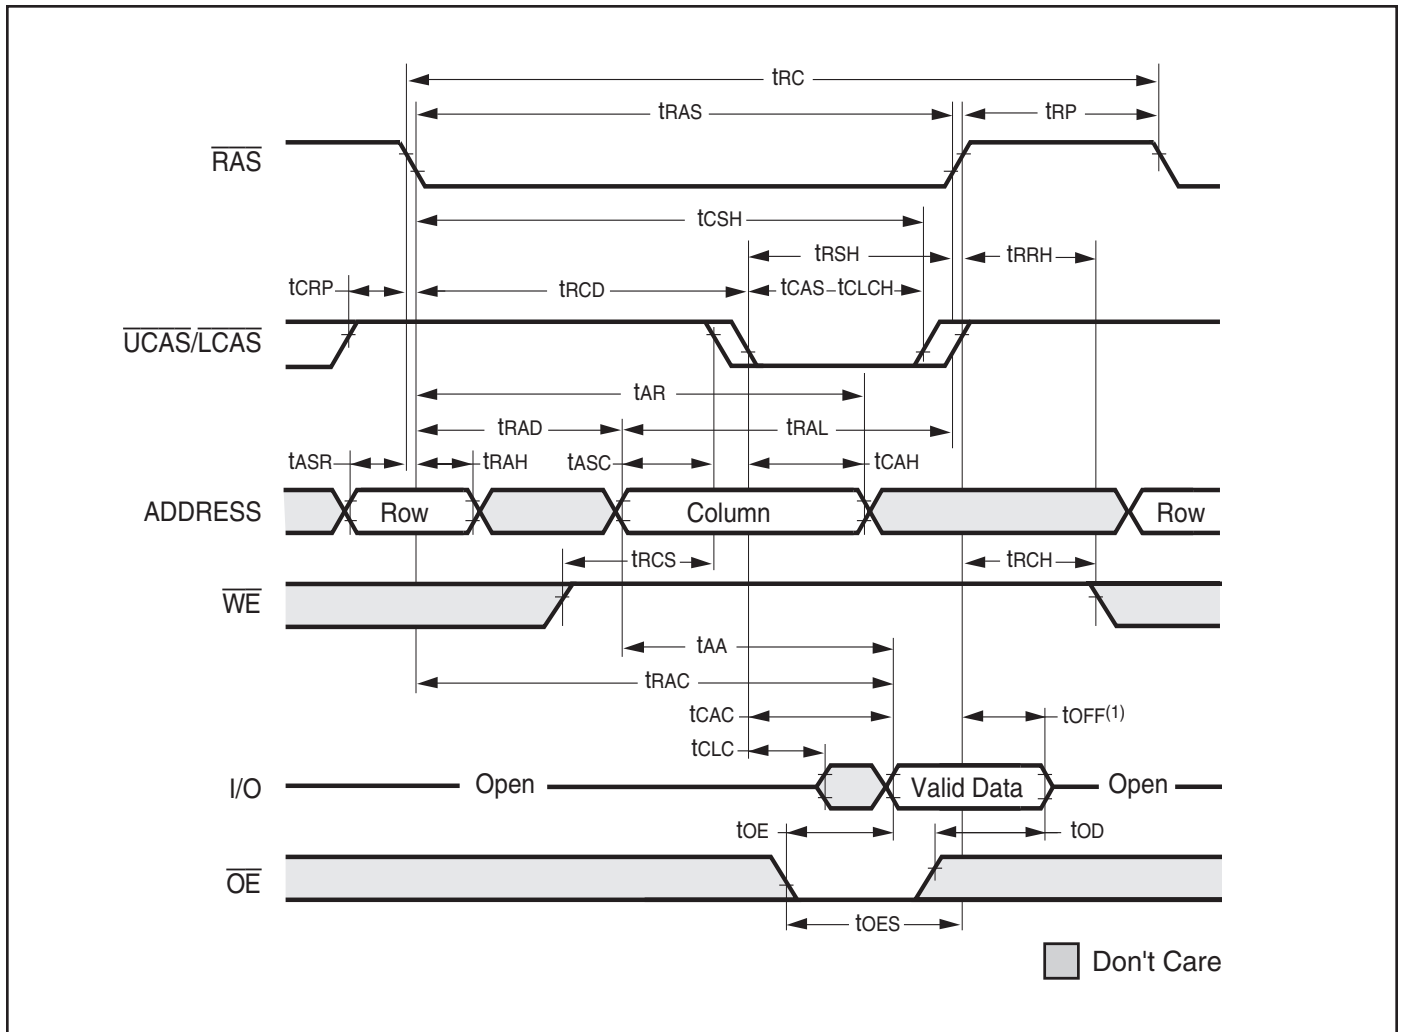 tRC
tRAS tRP
RAS
tCSH
tRSH tRRH
tCRP tRCD tCAS tCLCH
UCAS/LCAS
tAR
tRAD tRAL
tASR tRAH tASC tCAH
ADDRESS Row Column Row
tRCS tRCH
WE
tAA
tRAC
tCAC tOFF(1)
tCLC
I/O Open Valid Data Open
tOE tOD
OE
tOES
Don't Care